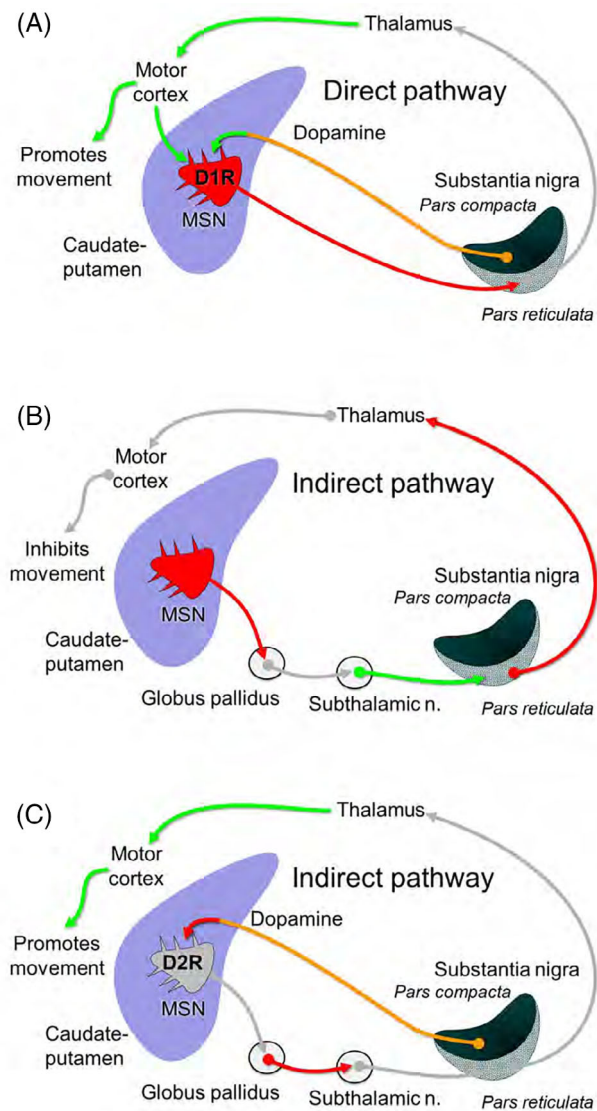 (A)
Thalamus
Motor
cortex
Direct pathway
Dopamine
Promotes
movement
D1R
MSN
Substantia nigra
Pars compacta
Caudate-
putamen
Pars reticulata
(B)
Thalamus
Motor
cortex
Indirect pathway
Inhibits
movement
MSN
Substantia nigra
Pars compacta
Caudate-
putamen
Globus pallidus
Subthalamic n.
Pars reticulata
(C)
Thalamus
Motor
cortex
Indirect pathway
Dopamine
Promotes
movement
D2R
MSN
Substantia nigra
Pars compacta
Caudate-
putamen
Globus pallidus
Subthalamic n.
Pars reticulata